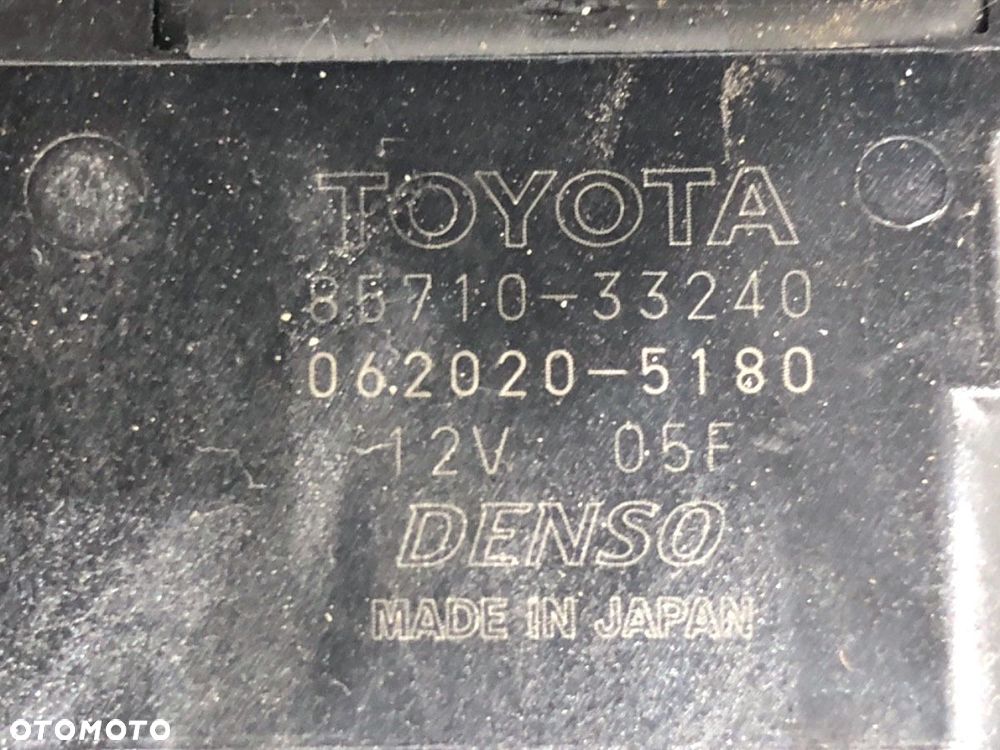 TOYOTA
85710-33240
062020-5180
12V 05F
DENSO
MADE IN JAPAN
OTOMOTO